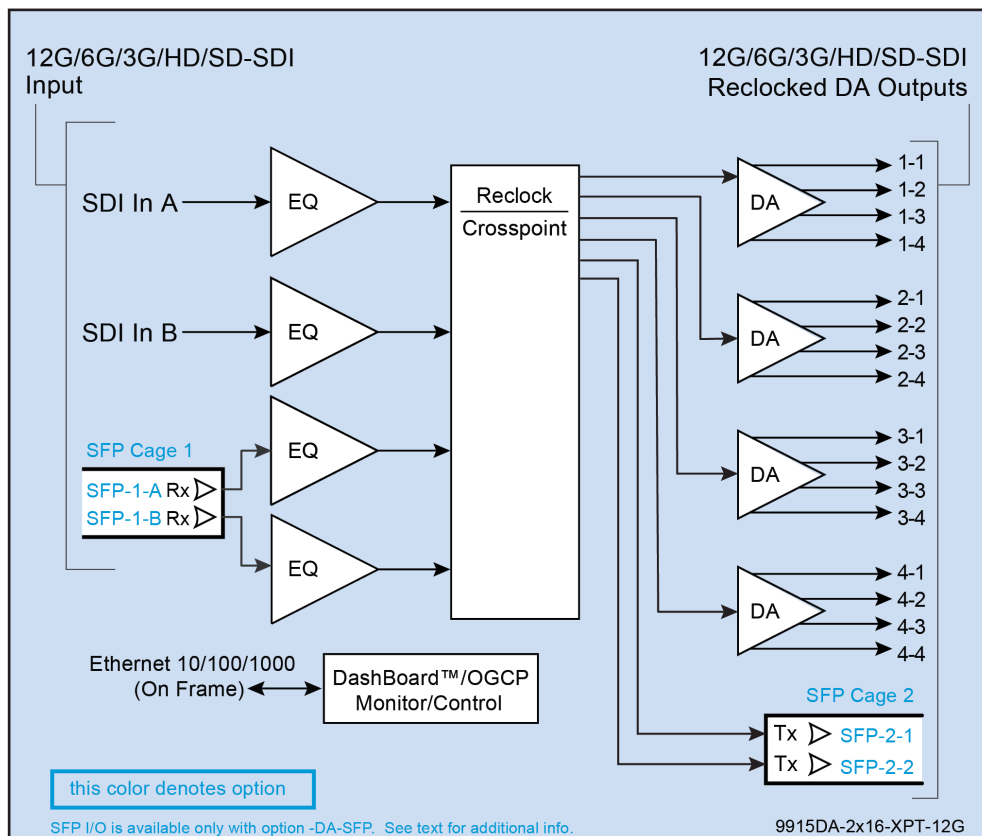 12G/6G/3G/HD/SD-SDI
Input
12G/6G/3G/HD/SD-SDI
Reclocked DA Outputs
SDI In A
EQ
SDI In B
EQ
SFP Cage 1
SFP-1-A Rx
SFP-1-B Rx
EQ
EQ
Reclock
Crosspoint
DA
1-1
1-2
1-3
1-4
DA
2-1
2-2
2-3
2-4
DA
3-1
3-2
3-3
3-4
DA
4-1
4-2
4-3
4-4
Ethernet 10/100/1000
(On Frame)
DashBoard™/OGCP
Monitor/Control
SFP Cage 2
Tx SFP-2-1
Tx SFP-2-2
this color denotes option
SFP I/O is available only with option -DA-SFP. See text for additional info.
9915DA-2x16-XPT-12G